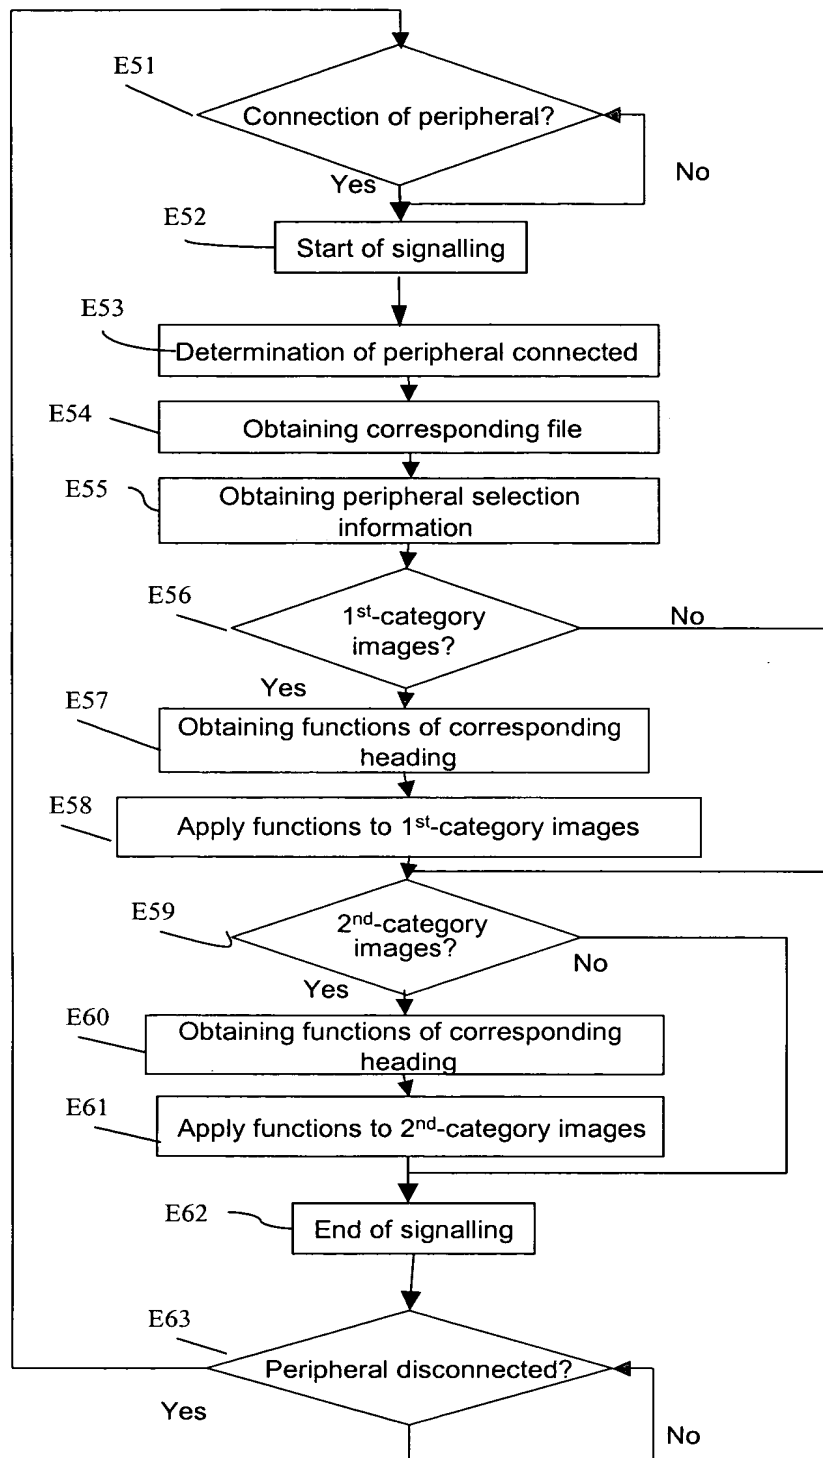 E51
Connection of peripheral?
No
Yes
E52
Start of signalling
E53
Determination of peripheral connected
E54
Obtaining corresponding file
E55
Obtaining peripheral selection
information
E56
1st-category
images?
No
Yes
E57
Obtaining functions of corresponding
heading
E58
Apply functions to 1st-category images
E59
2nd-category
images?
No
Yes
E60
Obtaining functions of corresponding
heading
E61
Apply functions to 2nd-category images
E62
End of signalling
E63
Peripheral disconnected?
Yes
No